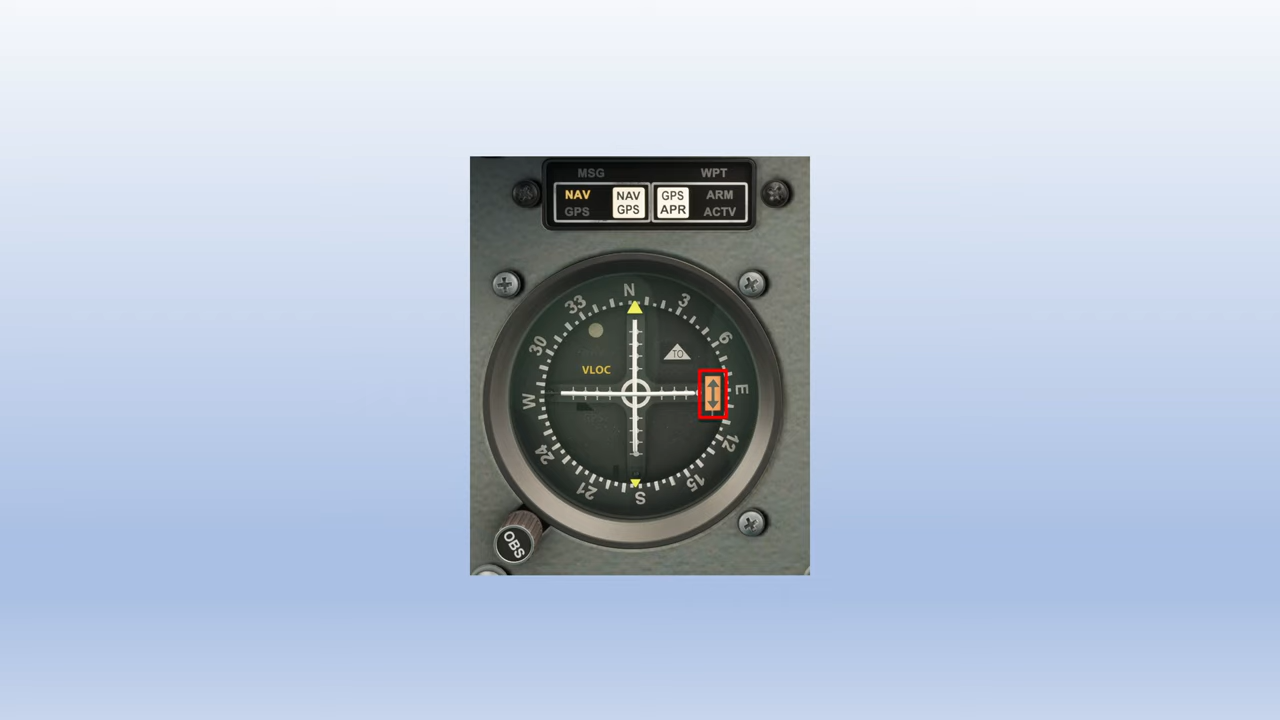 MSG WPT
NAV NAV GPS ARM
GPS GPS APR ACTV
N
33 3
30 6
TO
VLOC
W E
24 12
21 15
S
OBS